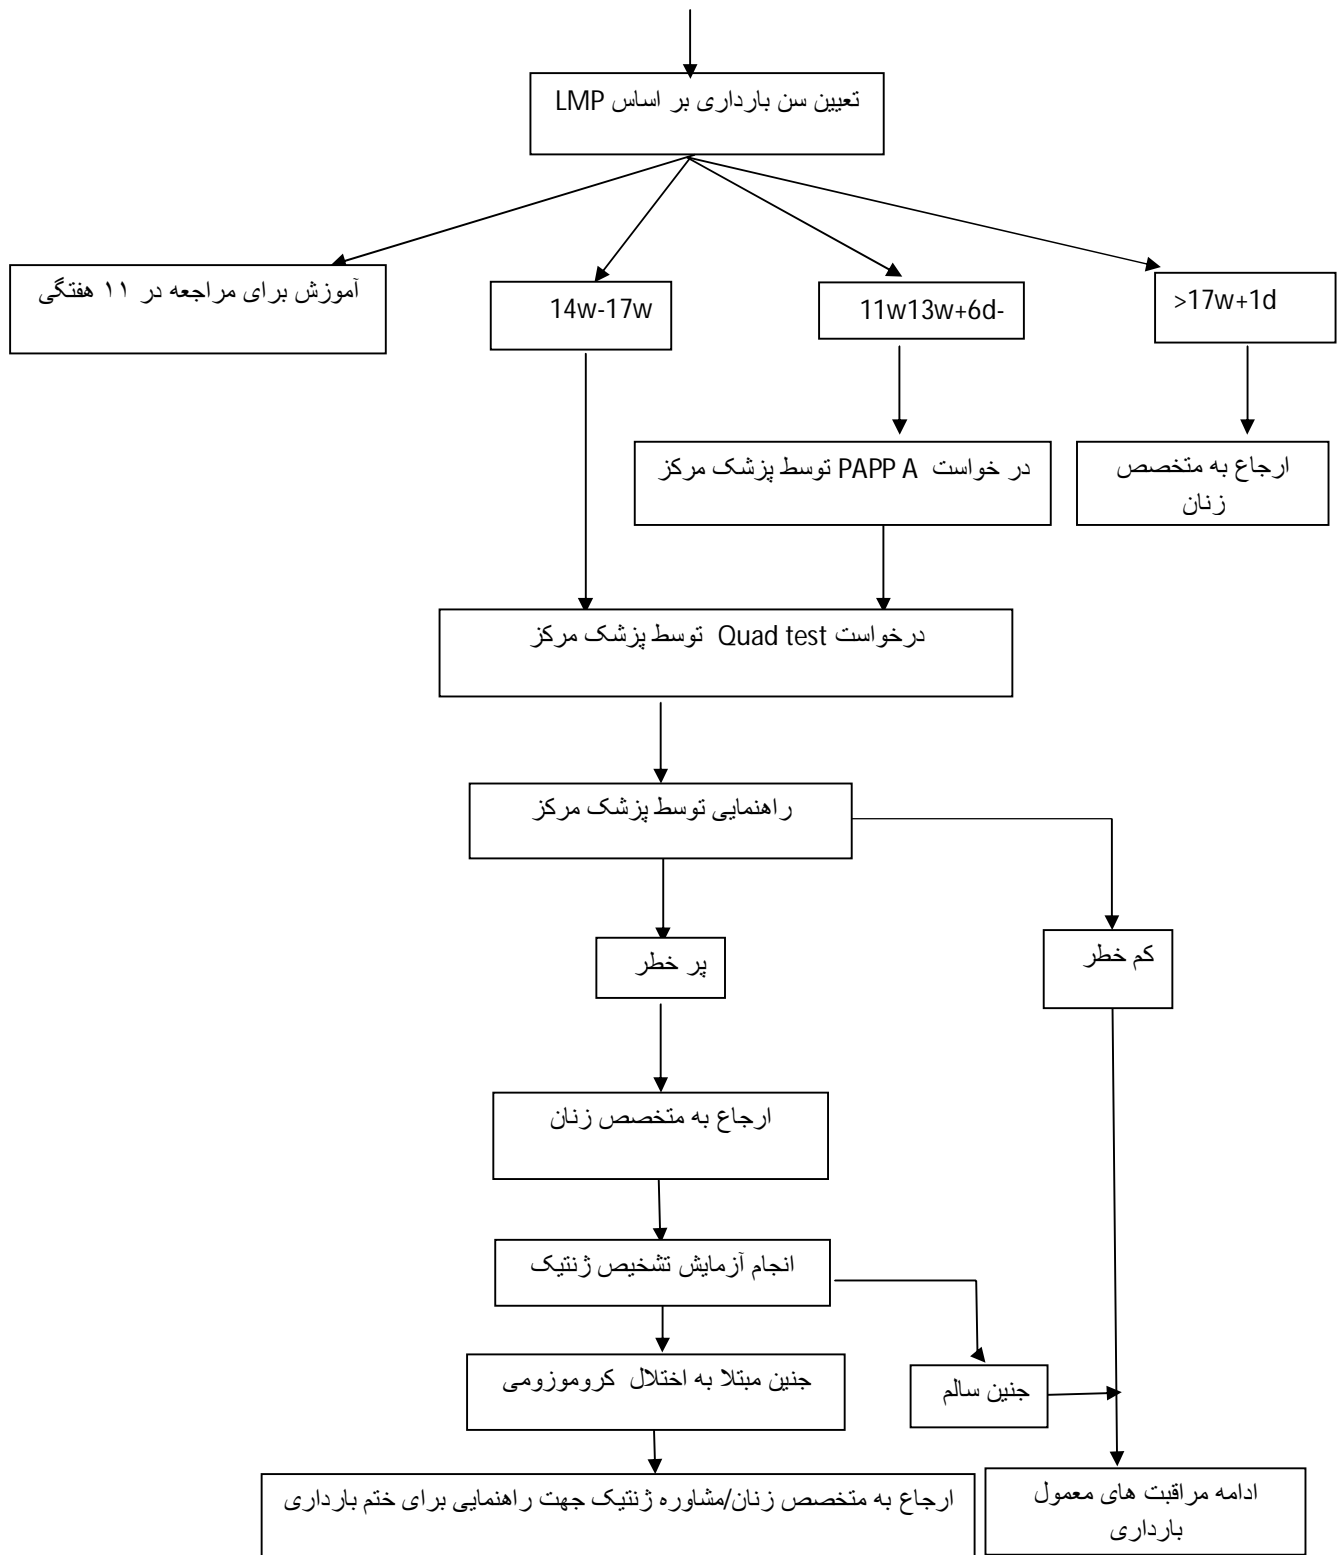 تعیین سن بارداری بر اساس LMP
آموزش برای مراجعه در ۱۱ هفتگی
14w-17w
11w13w+6d-
>17w+1d
در خواست PAPP A توسط پزشک مرکز
ارجاع به متخصص
زنان
درخواست Quad test توسط پزشک مرکز
راهنمایی توسط پزشک مرکز
پر خطر
کم خطر
ارجاع به متخصص زنان
انجام آزمایش تشخیص ژنتیک
جنین مبتلا به اختلال کروموزومی
جنین سالم
ارجاع به متخصص زنان/مشاوره ژنتیک جهت راهنمایی برای ختم بارداری
ادامه مراقبت های معمول
بارداری